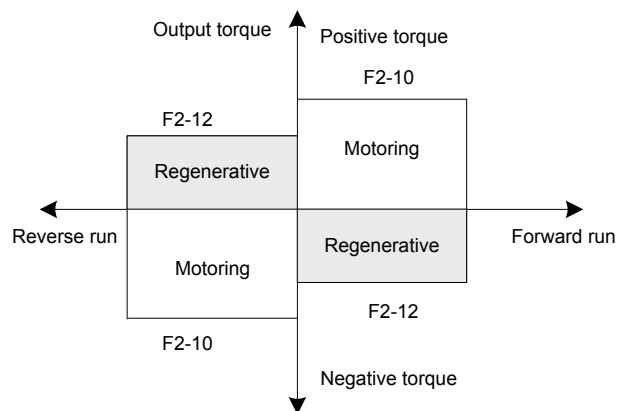 Output torque
Positive torque
F2-10
F2-12
Motoring
Regenerative
Reverse run
Forward run
Regenerative
Motoring
F2-12
F2-10
Negative torque